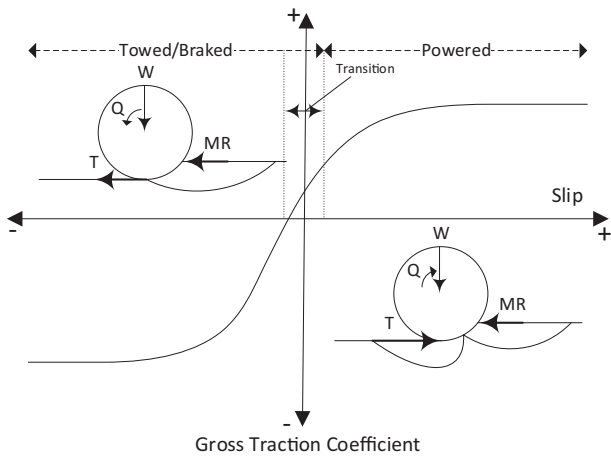 +
Towed/Braked Powered
Transition
W
Q
MR
T
Slip
- +
W
Q
MR
T
-
Gross Traction Coefficient